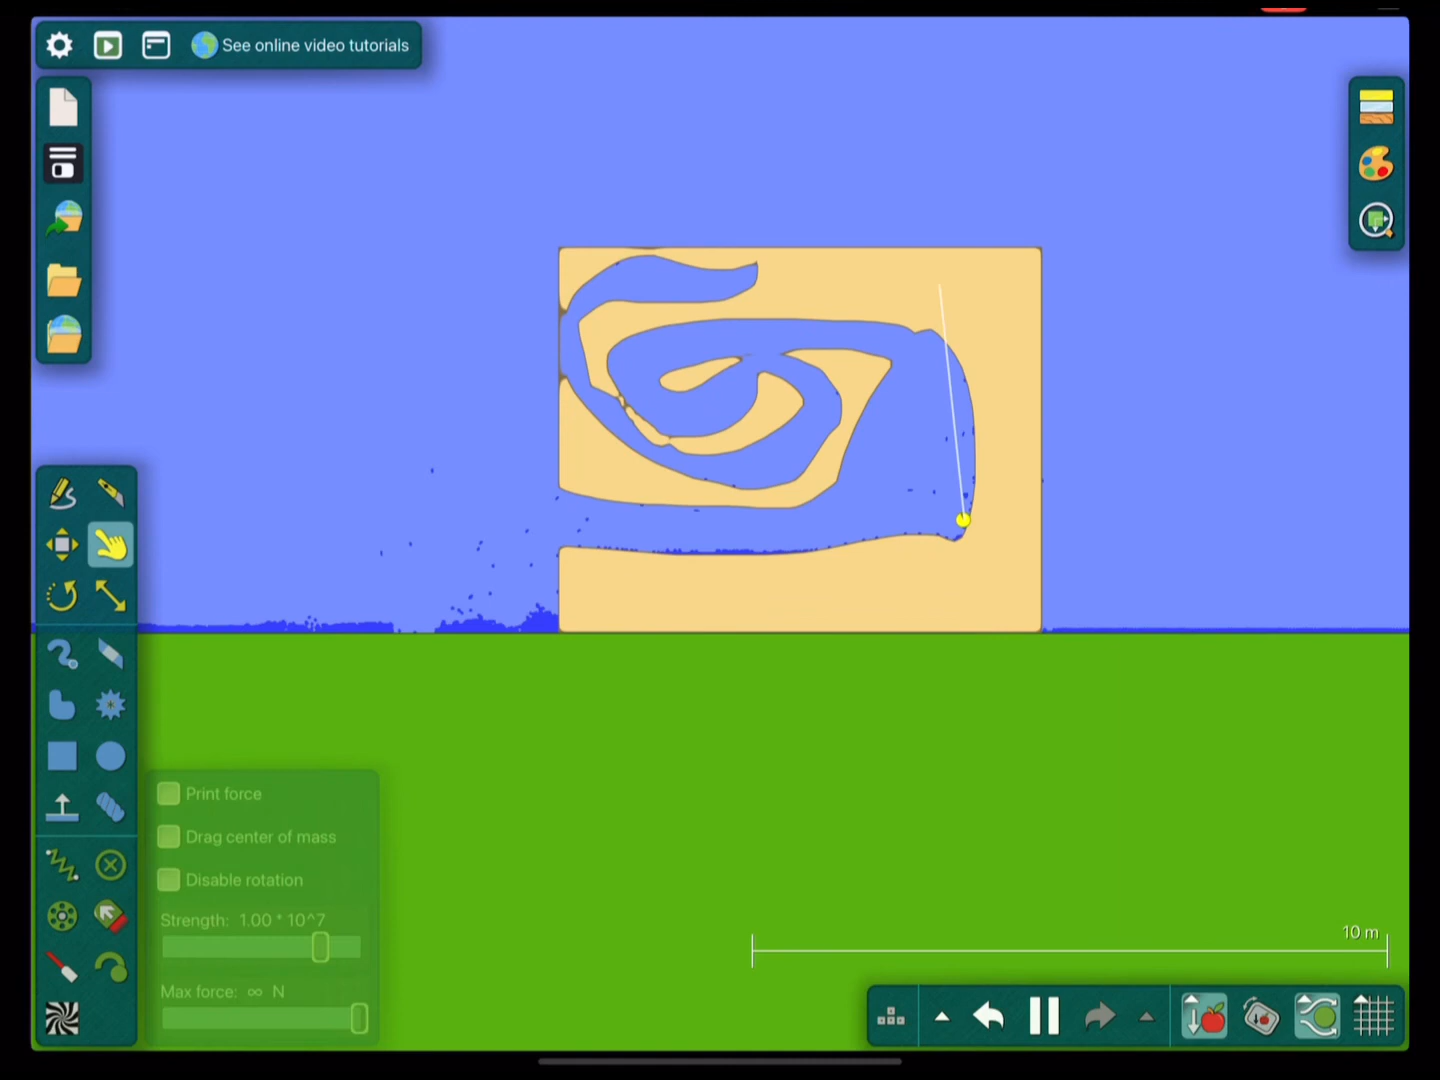 See online video tutorials
Print force
Drag center of mass
Disable rotation
Strength: 1.00 * 10^7
Max force: ∞ N
10 m